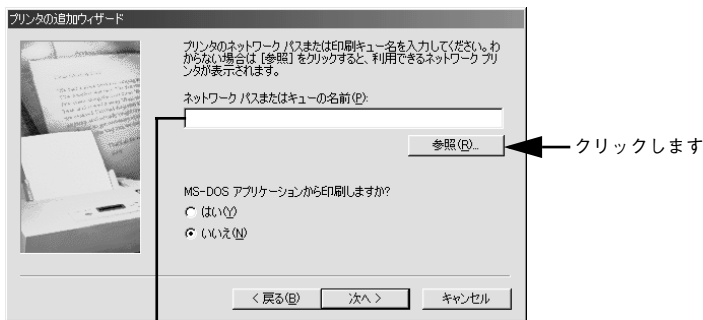 プリンタの追加ウィザード
プリンタのネットワーク パスまたは印刷キュー名を入力してください。わ
からない場合は [参照] をクリックすると、利用できるネットワーク プリ
ンタが表示されます。
ネットワーク パスまたはキューの名前(P):
参照(R)...
クリックします
MS-DOS アプリケーションから印刷しますか?
はい(Y)
いいえ(N)
< 戻る(B)
次へ >
キャンセル